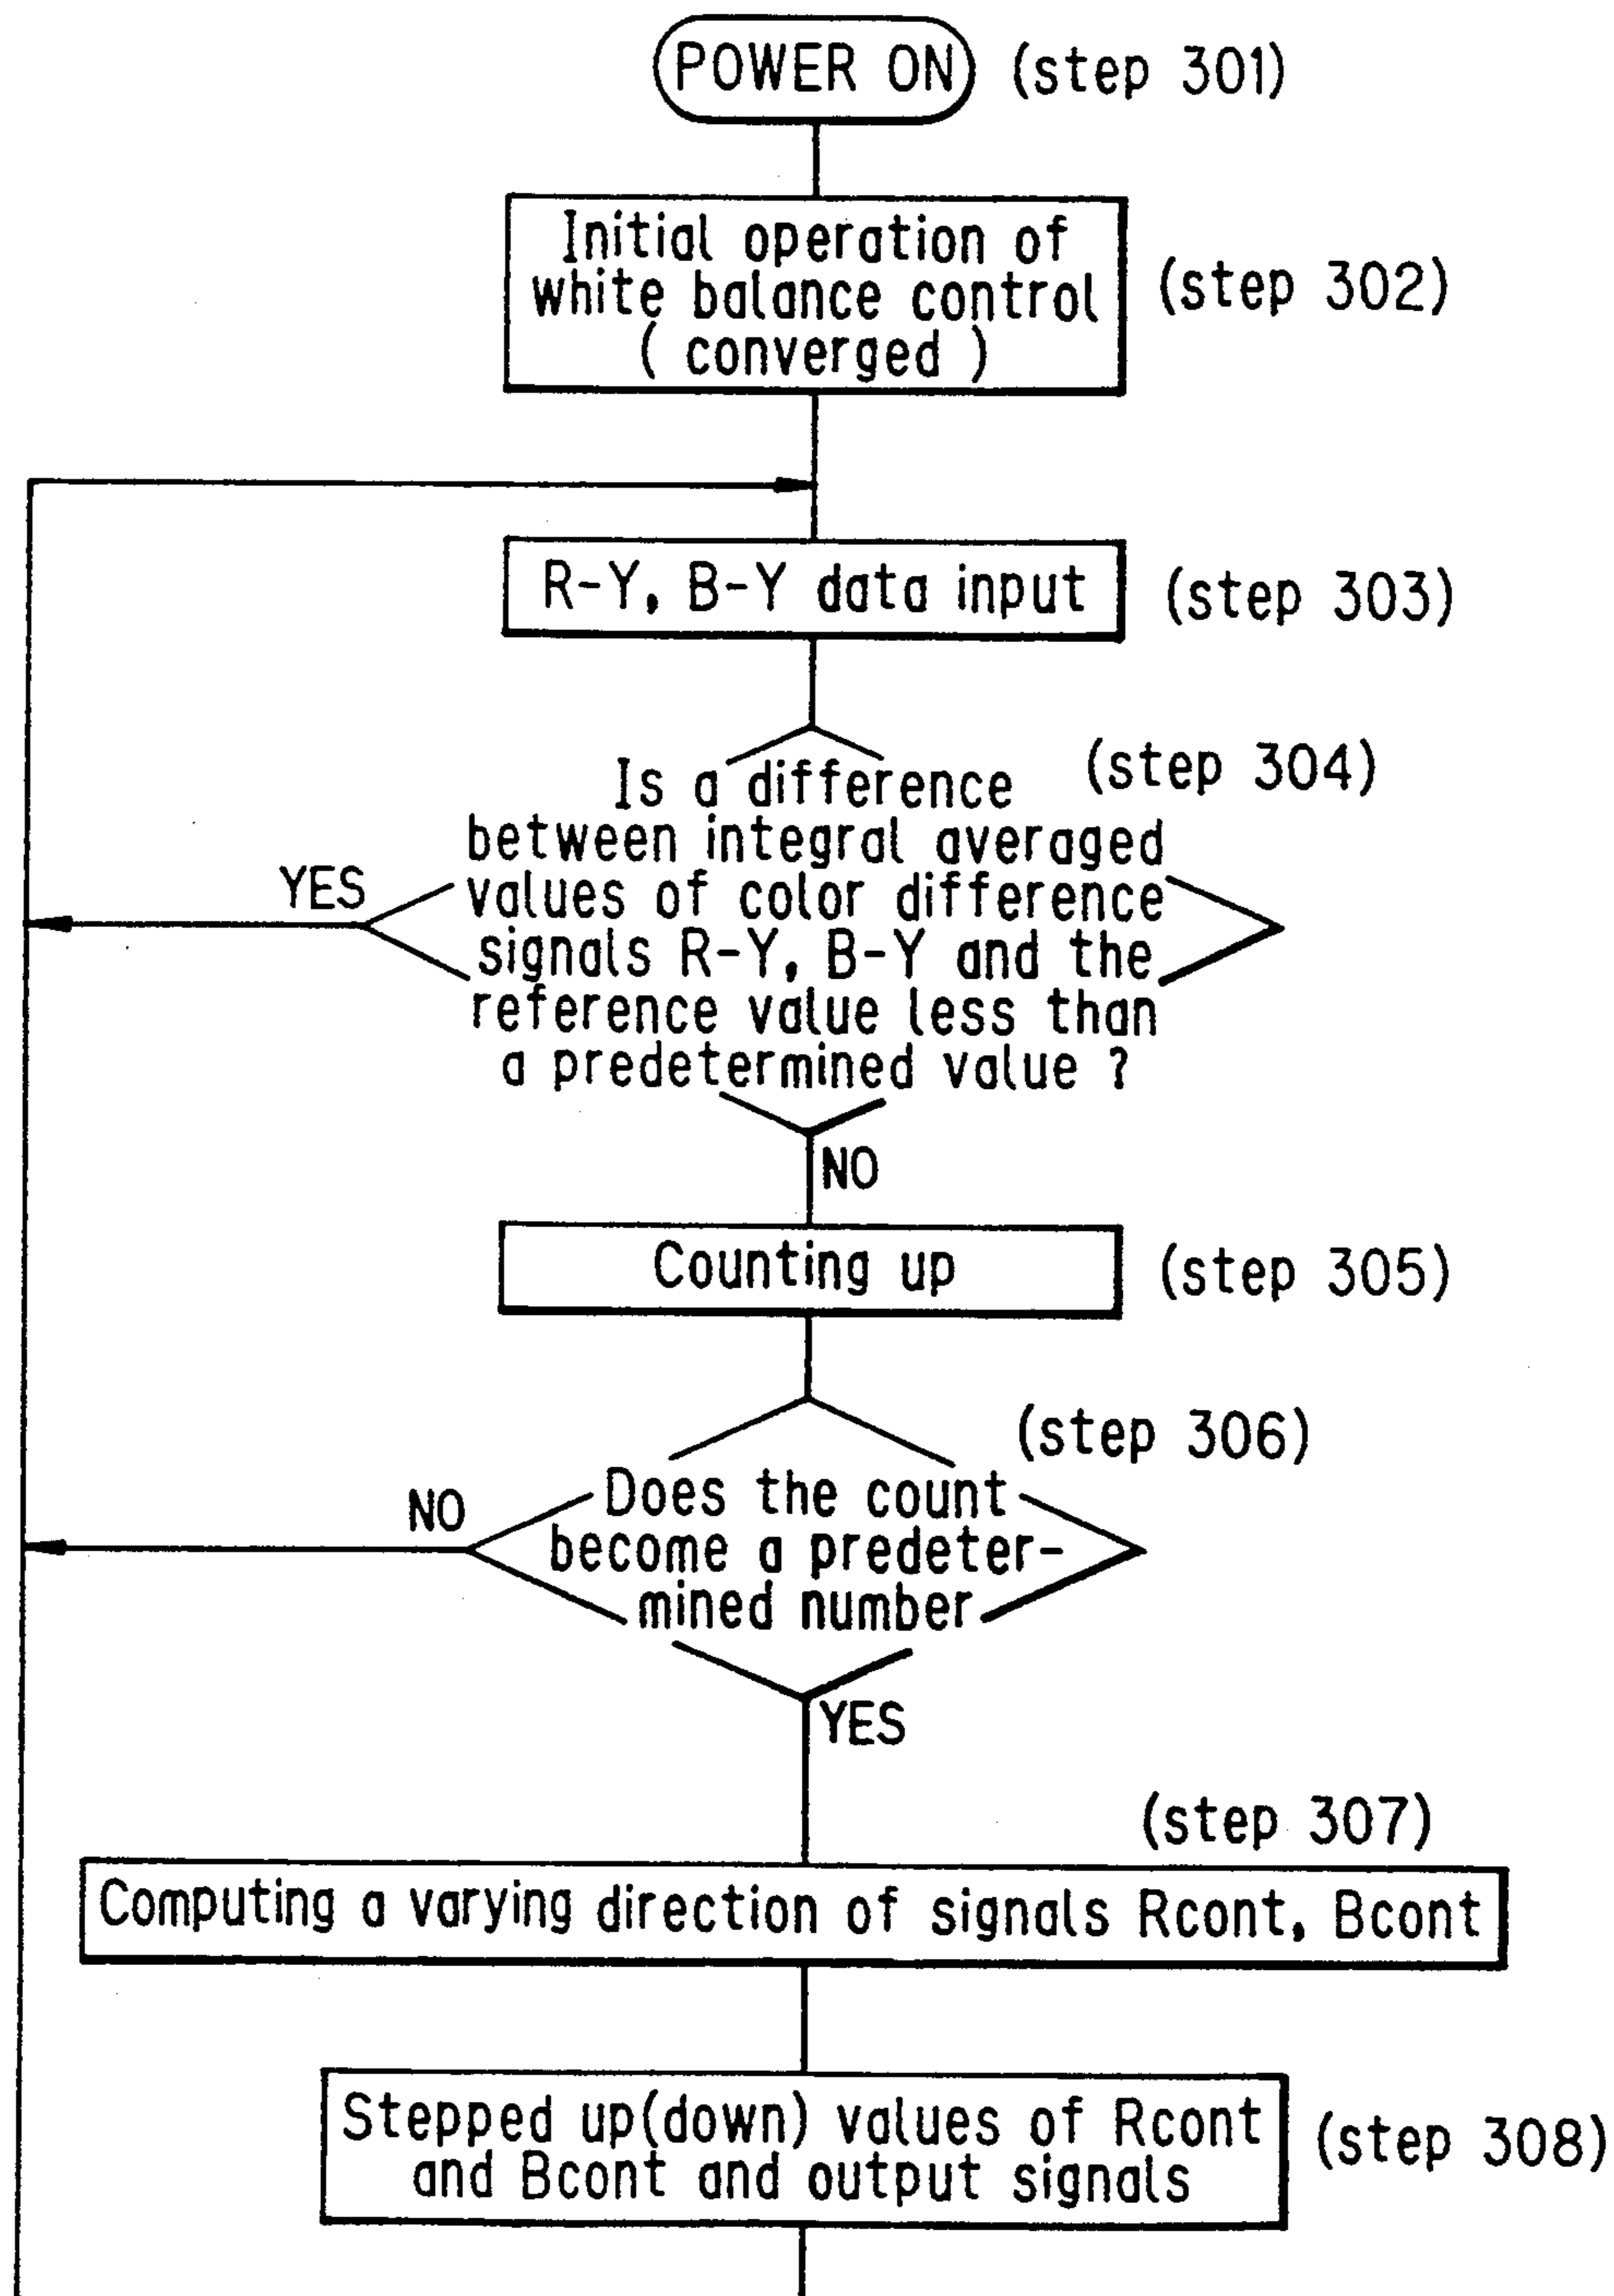 POWER ON (step 301)
Initial operation of
white balance control
( converged )
(step 302)
R-Y, B-Y data input (step 303)
(step 304)
Is a difference
between integral averaged
values of color difference
signals R-Y, B-Y and the
reference value less than
a predetermined value ?
YES
NO
Counting up (step 305)
(step 306)
Does the count
become a predeter-
mined number
NO
YES
(step 307)
Computing a varying direction of signals Rcont, Bcont
Stepped up(down) values of Rcont
and Bcont and output signals
(step 308)